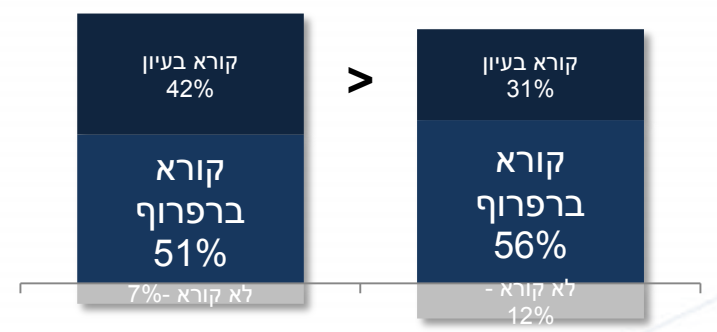 קורא בעיון
42%
קורא
ברפרוף
51%
לא קורא -7%
>
קורא בעיון
31%
קורא
ברפרוף
56%
לא קורא -
12%